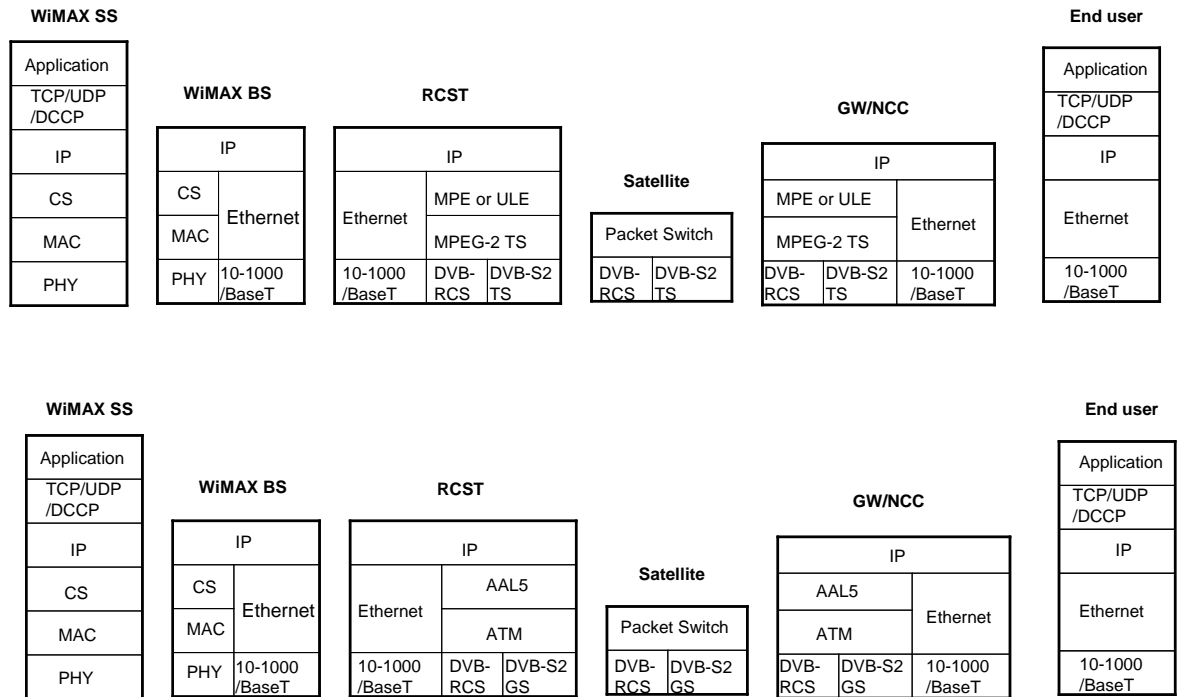 WiMAX SS
End user
Application
TCP/UDP
/DCCP
IP
CS
MAC
PHY
WiMAX BS
IP
CS
MAC
PHY
Ethernet
10-1000
/BaseT
RCST
IP
Ethernet
10-1000
/BaseT
MPE or ULE
MPEG-2 TS
DVB-
RCS
DVB-S2
TS
Satellite
Packet Switch
DVB-
RCS
DVB-S2
TS
GW/NCC
IP
MPE or ULE
MPEG-2 TS
DVB-
RCS
DVB-S2
TS
Ethernet
10-1000
/BaseT
Application
TCP/UDP
/DCCP
IP
Ethernet
10-1000
/BaseT
WiMAX SS
End user
Application
TCP/UDP
/DCCP
IP
CS
MAC
PHY
WiMAX BS
IP
CS
MAC
PHY
Ethernet
10-1000
/BaseT
RCST
IP
Ethernet
10-1000
/BaseT
AAL5
ATM
DVB-
RCS
DVB-S2
GS
Satellite
Packet Switch
DVB-
RCS
DVB-S2
GS
GW/NCC
IP
AAL5
ATM
DVB-
RCS
DVB-S2
GS
Ethernet
10-1000
/BaseT
Application
TCP/UDP
/DCCP
IP
Ethernet
10-1000
/BaseT